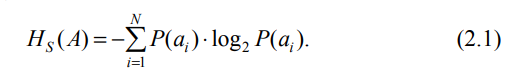 H_S(A) = −∑_{i=1}^{N} P(a_i) · log_2 P(a_i). (2.1)